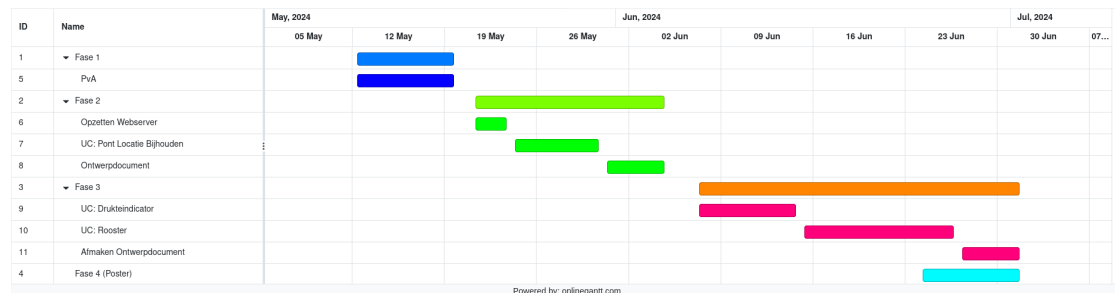 ID Name May, 2024 Jun, 2024 Jul, 2024
05 May 12 May 19 May 26 May 02 Jun 09 Jun 16 Jun 23 Jun 30 Jun 07...
1 Fase 1
5 PvA
2 Fase 2
6 Opzetten Webserver
7 UC: Pont Locatie Bijhouden
8 Ontwerpdocument
3 Fase 3
9 UC: Drukteindicator
10 UC: Rooster
11 Afmaken Ontwerpdocument
4 Fase 4 (Poster)
Powered by: onlinegantt.com